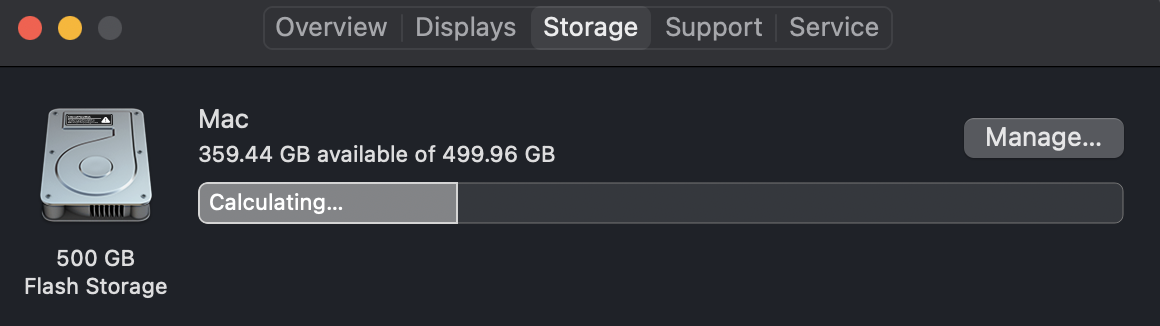 Overview Displays Storage Support Service
Mac
359.44 GB available of 499.96 GB
Manage...
Calculating...
500 GB
Flash Storage